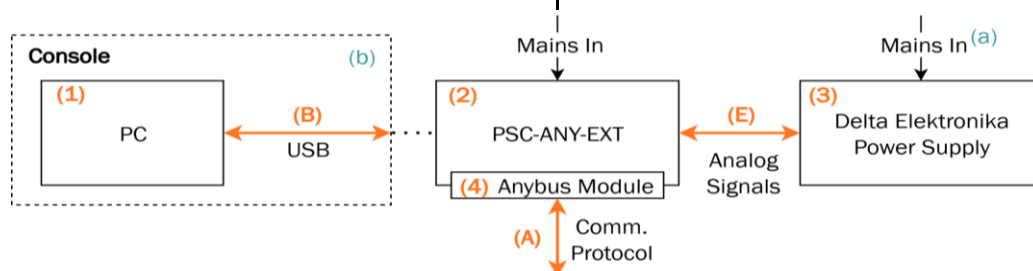 Mains In
Mains In (a)
Console
(b)
(1)
PC
(B)
USB
(2)
PSC-ANY-EXT
(4) Anybus Module
(A)
Comm.
Protocol
(E)
Analog
Signals
(3)
Delta Elektronika
Power Supply